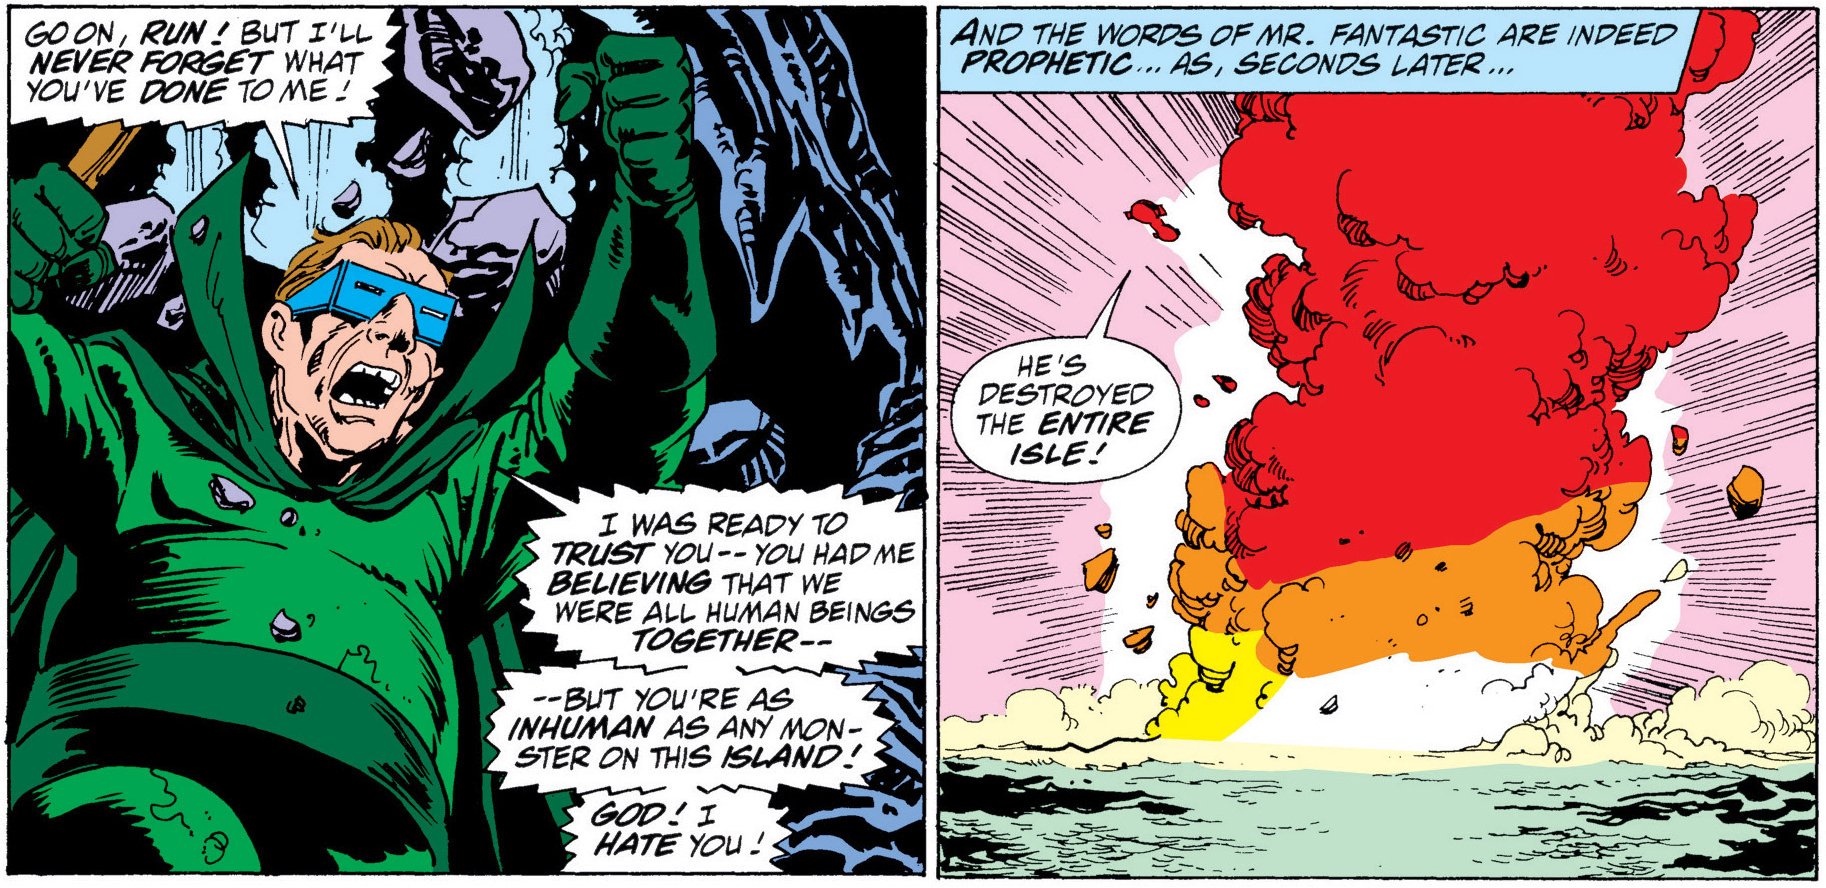 GO ON, RUN! BUT I'LL
NEVER FORGET WHAT
YOU'VE DONE TO ME!
I WAS READY TO
TRUST YOU-- YOU HAD ME
BELIEVING THAT WE
WERE ALL HUMAN BEINGS
TOGETHER--
--BUT YOU'RE AS
INHUMAN AS ANY MON-
STER ON THIS ISLAND!
GOD! I
HATE YOU!
AND THE WORDS OF MR. FANTASTIC ARE INDEED
PROPHETIC... AS, SECONDS LATER...
HE'S
DESTROYED
THE ENTIRE
ISLE!